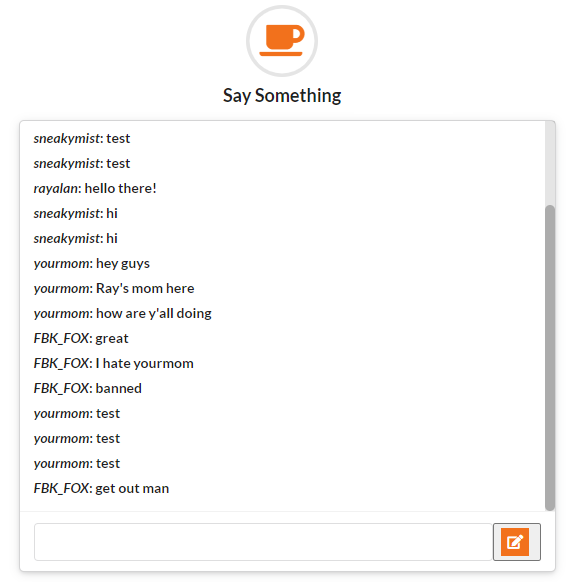 Say Something
sneakymist: test
sneakymist: test
rayalan: hello there!
sneakymist: hi
sneakymist: hi
yourmom: hey guys
yourmom: Ray's mom here
yourmom: how are y'all doing
FBK_FOX: great
FBK_FOX: I hate yourmom
FBK_FOX: banned
yourmom: test
yourmom: test
yourmom: test
FBK_FOX: get out man